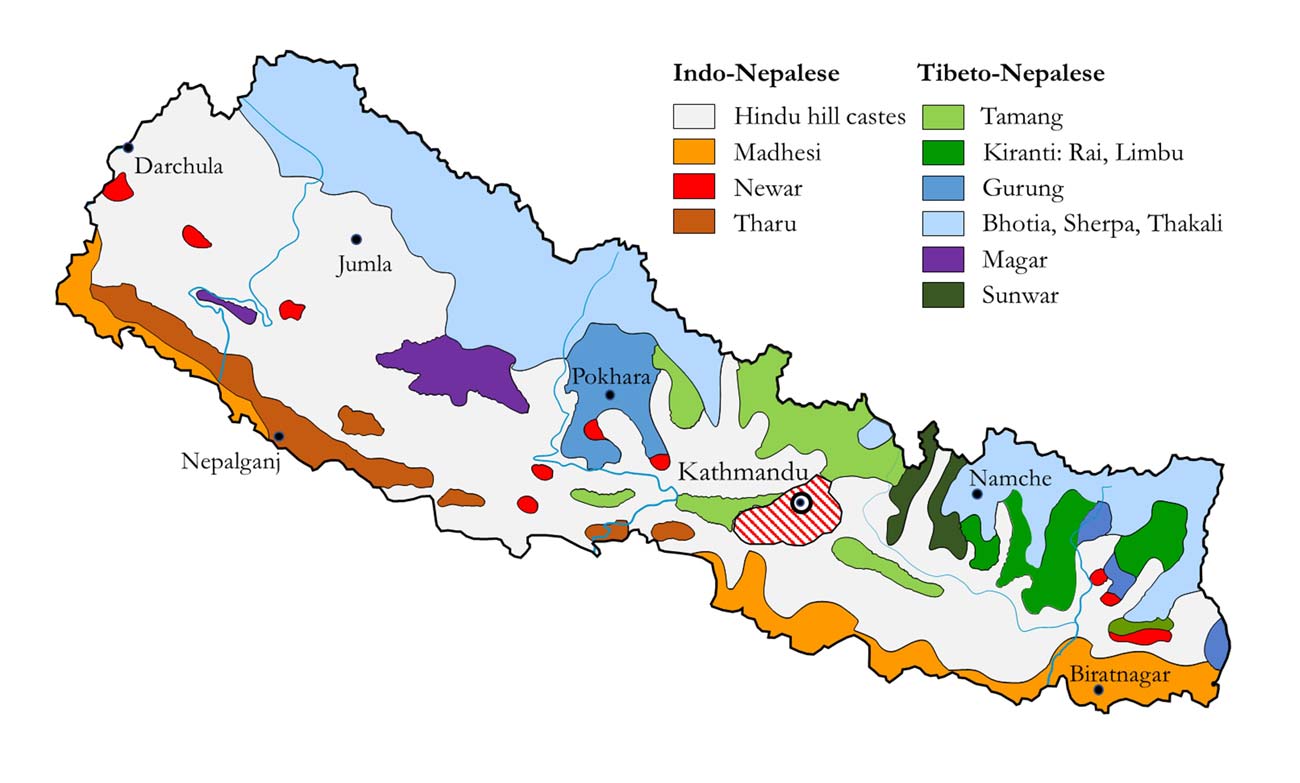 Indo-Nepalese
Hindu hill castes
Madhesi
Newar
Tharu
Tibeto-Nepalese
Tamang
Kiranti: Rai, Limbu
Gurung
Bhotia, Sherpa, Thakali
Magar
Sunwar
Darchula
Jumla
Pokhara
Nepalganj
Kathmandu
Namche
Biratnagar